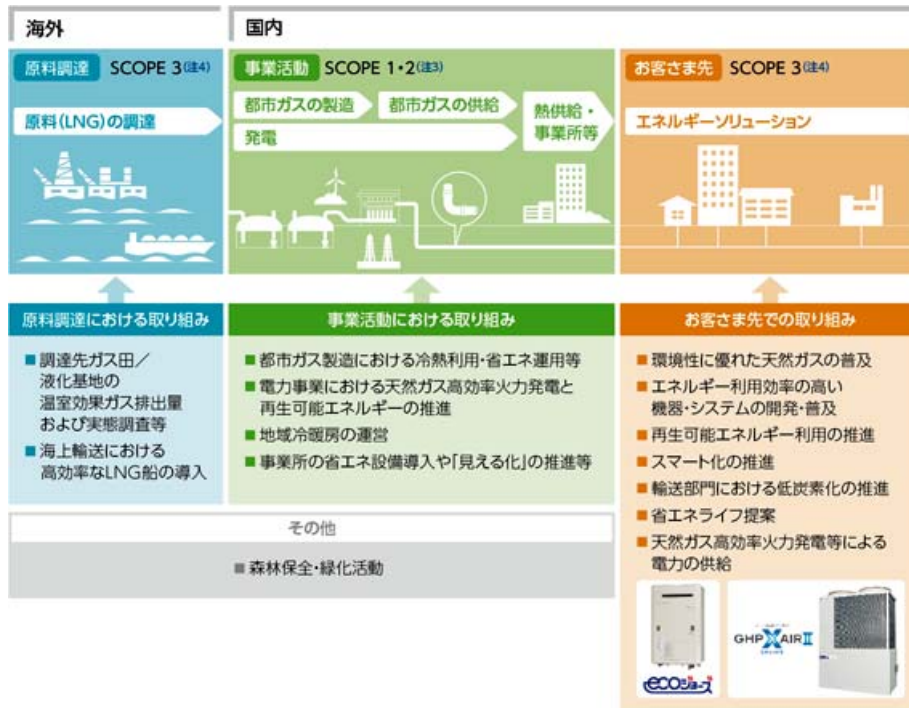 海外
国内
原料調達 SCOPE 3(注4)
原料(LNG)の調達
事業活動 SCOPE 1・2(注3)
都市ガスの製造
都市ガスの供給
発電
熱供給・
事業所等
お客さま先 SCOPE 3(注4)
エネルギーソリューション
原料調達における取り組み
■調達先ガス田／
液化基地の
温室効果ガス排出量
および実態調査等
■海上輸送における
高効率なLNG船の導入
事業活動における取り組み
■都市ガス製造における冷熱利用・省エネ運用等
■電力事業における天然ガス高効率火力発電と
再生可能エネルギーの推進
■地域冷暖房の運営
■事業所の省エネ設備導入や「見える化」の推進等
お客さま先での取り組み
■環境性に優れた天然ガスの普及
■エネルギー利用効率の高い
機器・システムの開発・普及
■再生可能エネルギー利用の推進
■スマート化の推進
■輸送部門における低炭素化の推進
■省エネライフ提案
■天然ガス高効率火力発電等による
電力の供給
その他
■森林保全・緑化活動
ecoジョーズ
GHP XAIR II